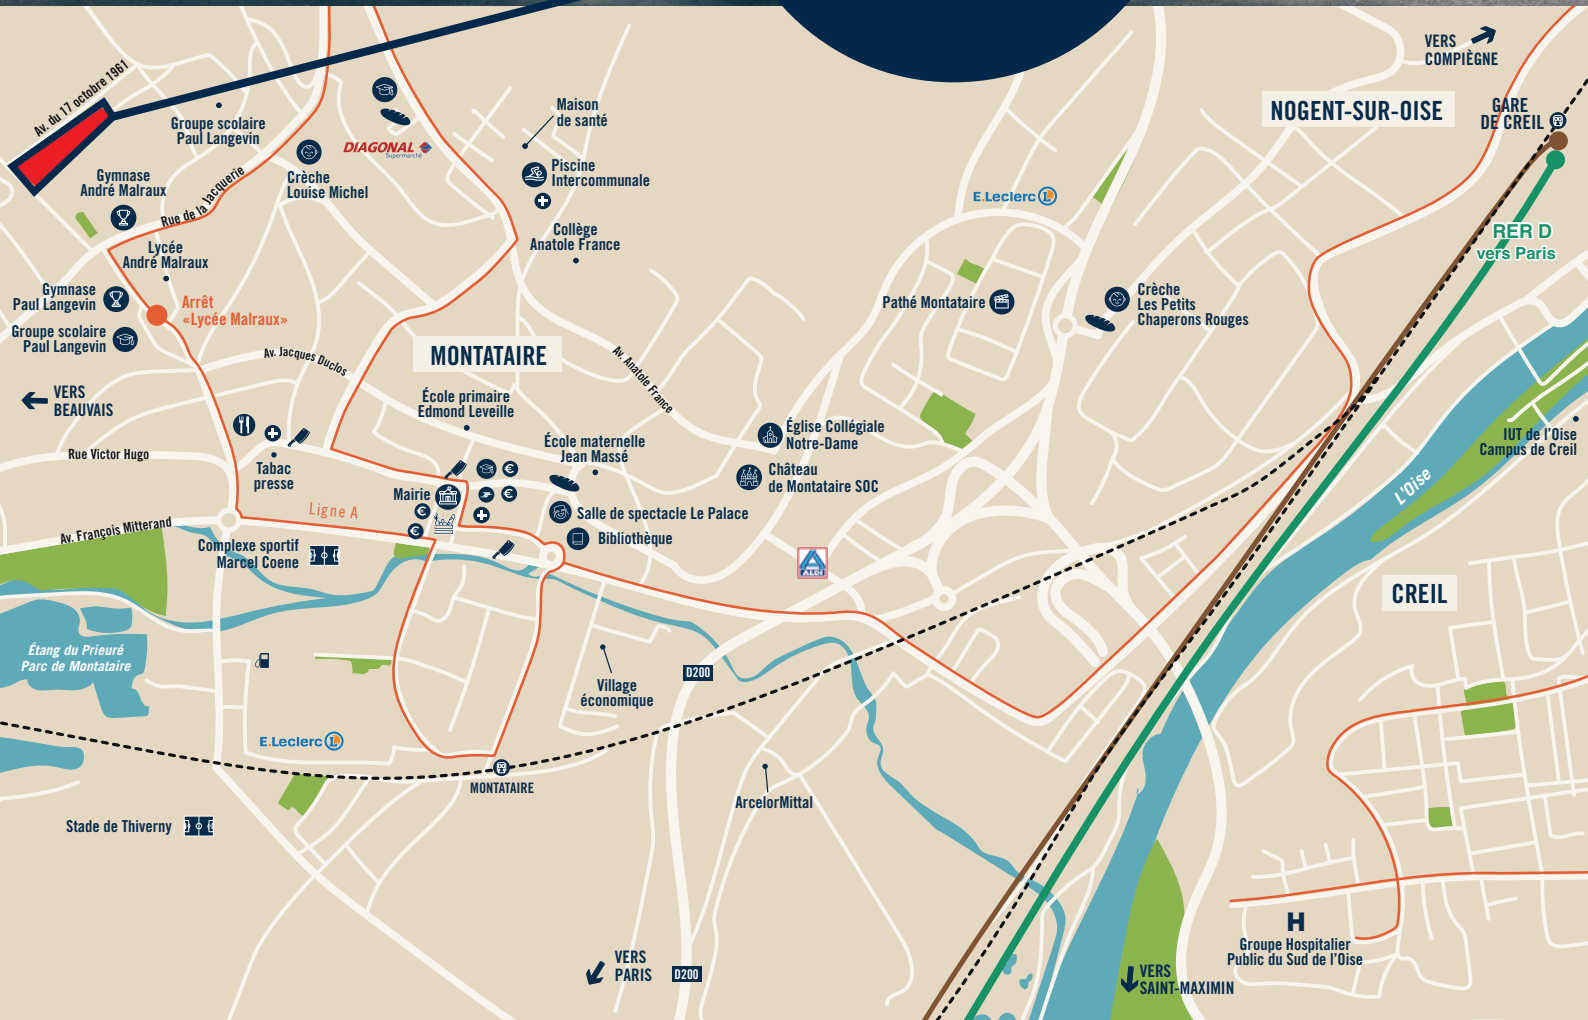 VERS
COMPIÈGNE
Av. du 17 octobre 1961
NOGENT-SUR-OISE
GARE
DE CREIL
Groupe scolaire
Paul Langevin
Maison
de santé
DIAGONAL
Supermarché
Crèche
Louise Michel
Piscine
Intercommunale
Gymnase
André Malraux
Rue de la Jacquerie
E.Leclerc L
Collège
Anatole France
RER D
vers Paris
Lycée
André Malraux
Gymnase
Paul Langevin
Arrêt
«Lycée Malraux»
Pathé Montataire
Crèche
Les Petits
Chaperons Rouges
Groupe scolaire
Paul Langevin
Av. Jacques Duclos
MONTATAIRE
Av. Anatole France
VERS
BEAUVAIS
École primaire
Edmond Leveille
Église Collégiale
Notre-Dame
École maternelle
Jean Massé
IUT de l'Oise
Campus de Creil
Rue Victor Hugo
Tabac
presse
Château
de Montataire SOC
L'Oise
Mairie
€
€
€
€
Ligne A
Salle de spectacle Le Palace
Av. François Mitterand
Bibliothèque
Complexe sportif
Marcel Coene
ALDI
CREIL
Étang du Prieuré
Parc de Montataire
D200
Village
économique
E.Leclerc L
MONTATAIRE
ArcelorMittal
Stade de Thiverny
H
Groupe Hospitalier
Public du Sud de l'Oise
VERS
PARIS
D200
VERS
SAINT-MAXIMIN